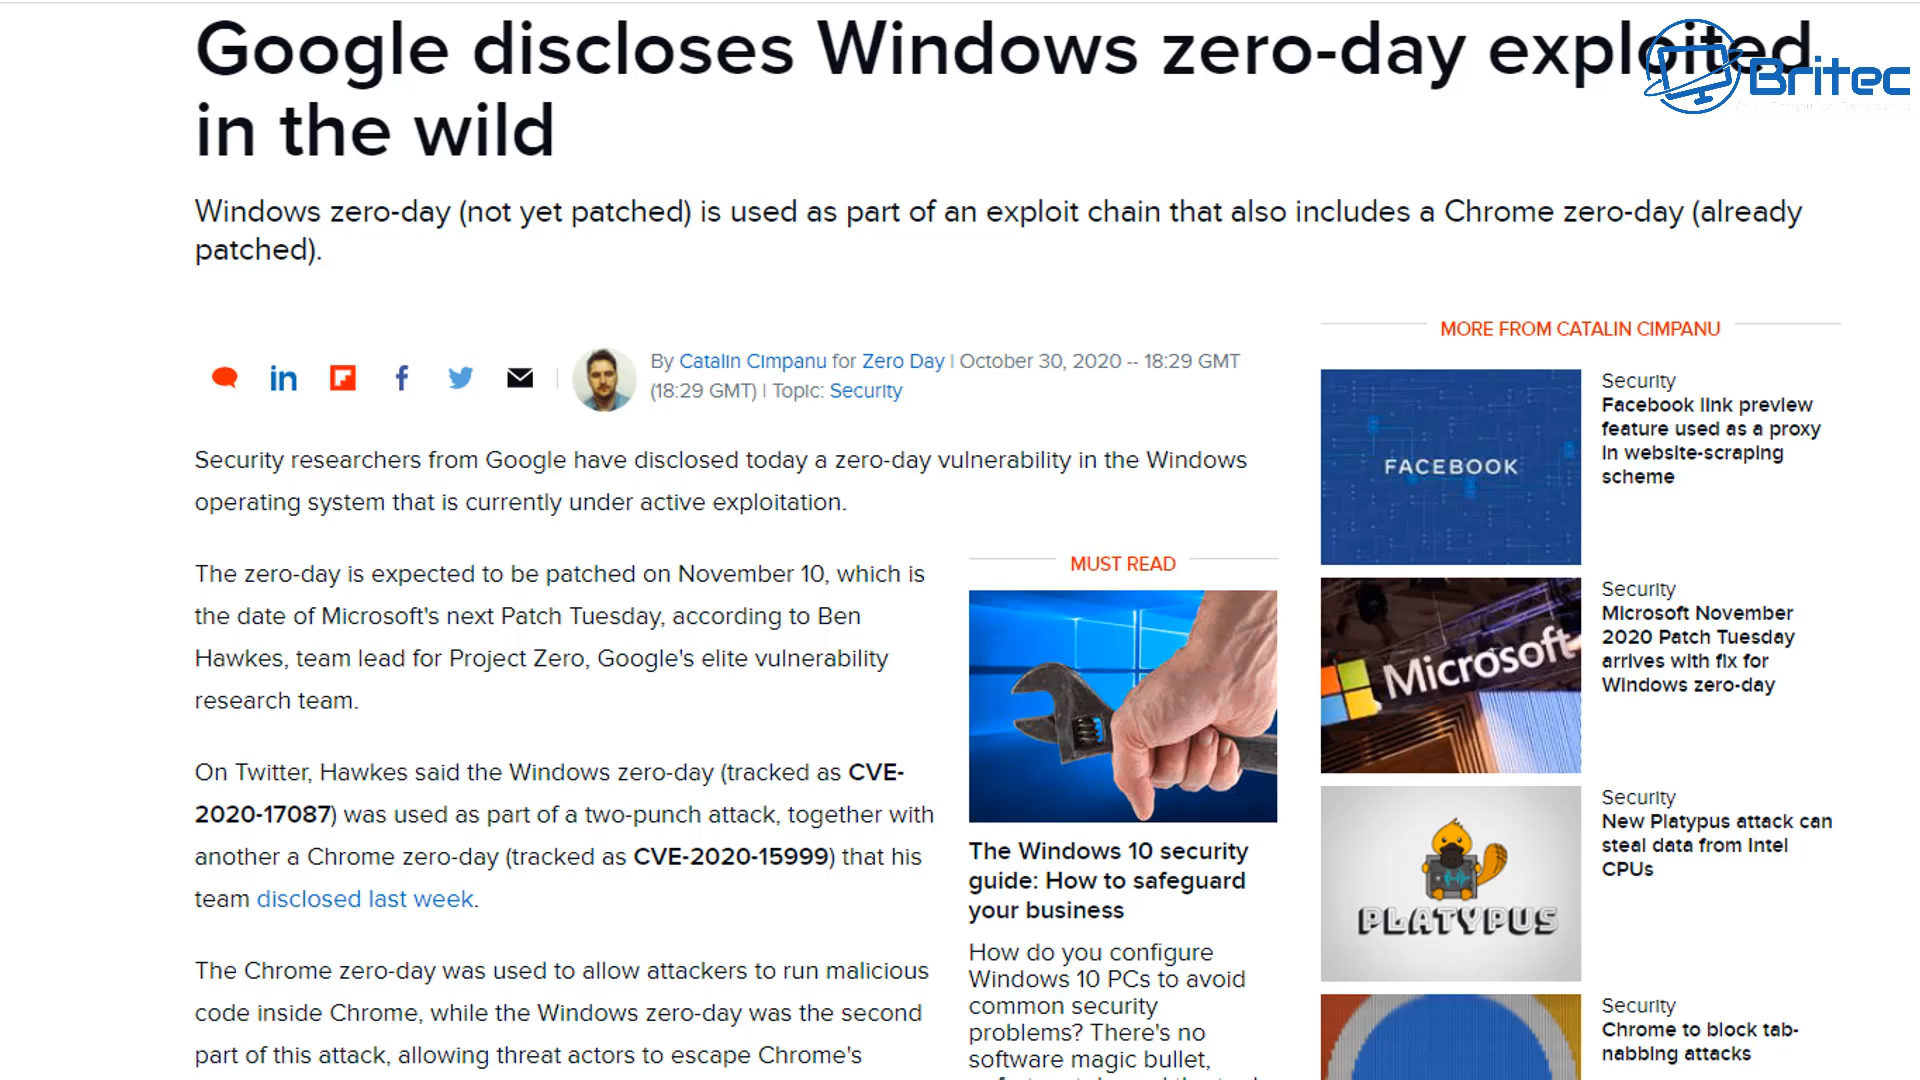 Google discloses Windows zero-day exploited
in the wild
Britec
Windows zero-day (not yet patched) is used as part of an exploit chain that also includes a Chrome zero-day (already
patched).
By Catalin Cimpanu for Zero Day | October 30, 2020 -- 18:29 GMT
(18:29 GMT) | Topic: Security
Security researchers from Google have disclosed today a zero-day vulnerability in the Windows
operating system that is currently under active exploitation.
The zero-day is expected to be patched on November 10, which is
the date of Microsoft's next Patch Tuesday, according to Ben
Hawkes, team lead for Project Zero, Google's elite vulnerability
research team.
On Twitter, Hawkes said the Windows zero-day (tracked as CVE-
2020-17087) was used as part of a two-punch attack, together with
another a Chrome zero-day (tracked as CVE-2020-15999) that his
team disclosed last week.
The Chrome zero-day was used to allow attackers to run malicious
code inside Chrome, while the Windows zero-day was the second
part of this attack, allowing threat actors to escape Chrome's
MUST READ
The Windows 10 security
guide: How to safeguard
your business
How do you configure
Windows 10 PCs to avoid
common security
problems? There's no
software magic bullet,
MORE FROM CATALIN CIMPANU
FACEBOOK
Security
Facebook link preview
feature used as a proxy
in website-scraping
scheme
Microsoft
Security
Microsoft November
2020 Patch Tuesday
arrives with fix for
Windows zero-day
PLATYPUS
Security
New Platypus attack can
steal data from Intel
CPUs
Security
Chrome to block tab-
nabbing attacks